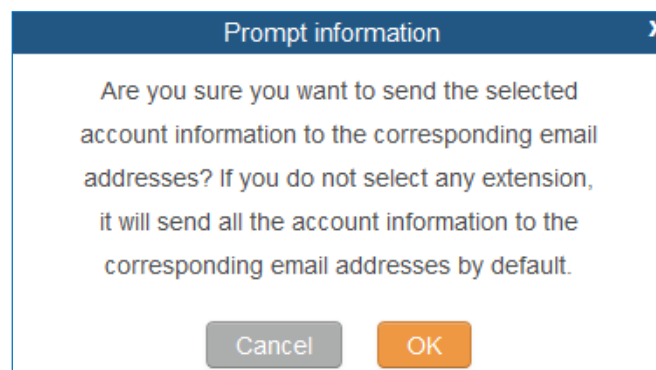 Prompt information
Are you sure you want to send the selected
account information to the corresponding email
addresses? If you do not select any extension,
it will send all the account information to the
corresponding email addresses by default.
Cancel OK